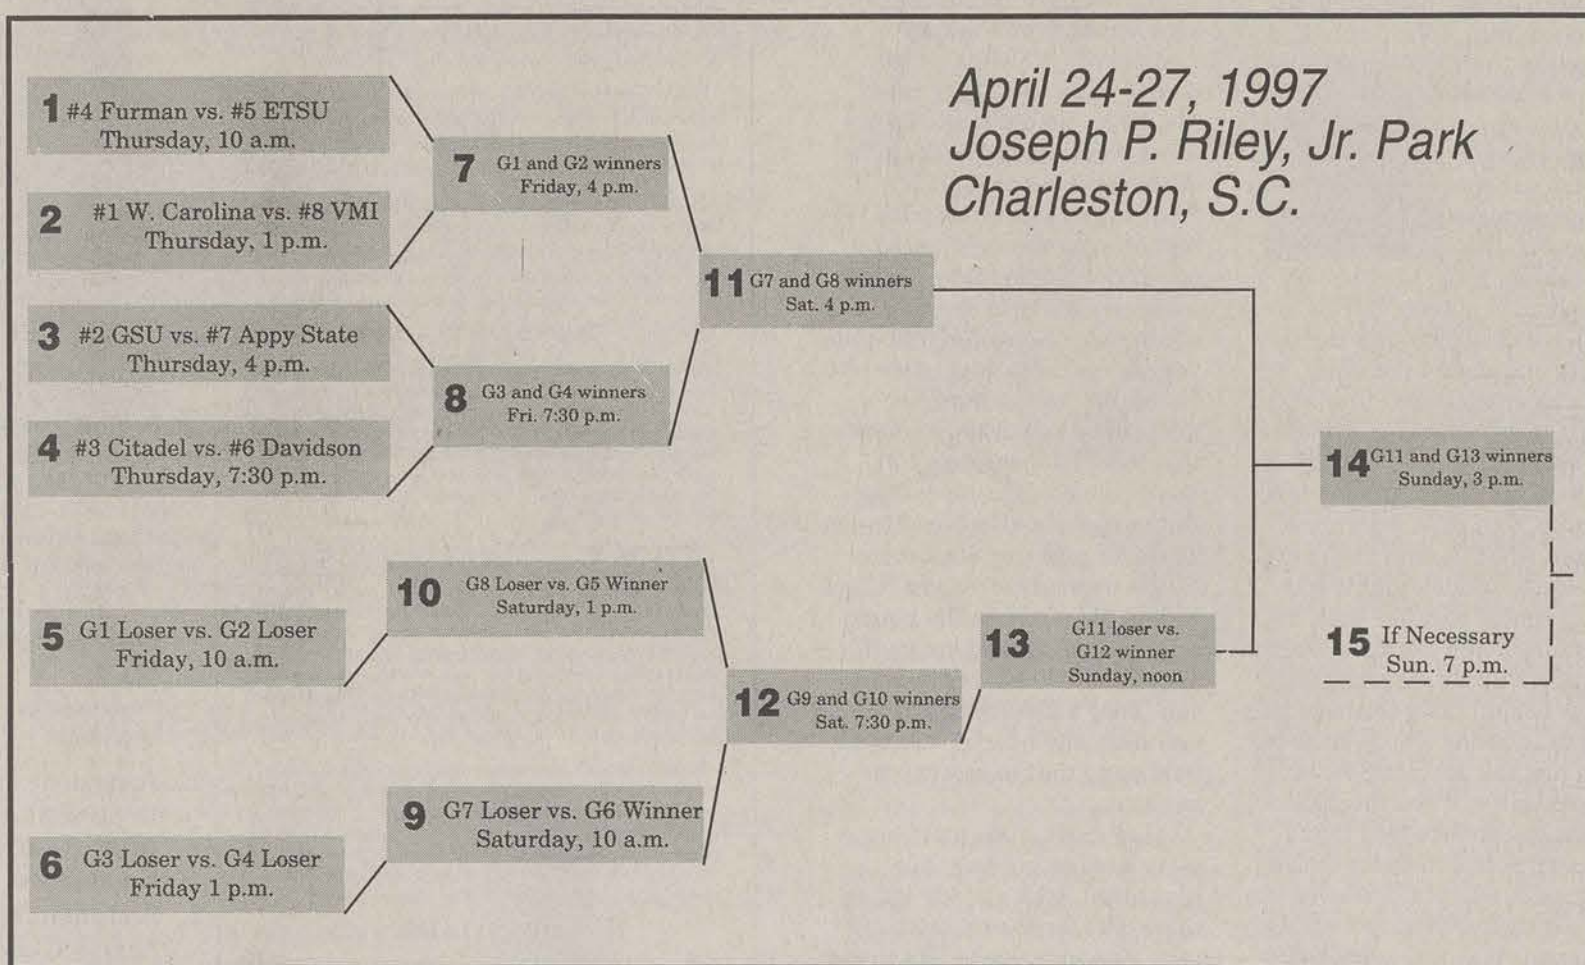 April 24-27, 1997
Joseph P. Riley, Jr. Park
Charleston, S.C.
1 #4 Furman vs. #5 ETSU
Thursday, 10 a.m.
2 #1 W. Carolina vs. #8 VMI
Thursday, 1 p.m.
3 #2 GSU vs. #7 Appy State
Thursday, 4 p.m.
4 #3 Citadel vs. #6 Davidson
Thursday, 7:30 p.m.
5 G1 Loser vs. G2 Loser
Friday, 10 a.m.
6 G3 Loser vs. G4 Loser
Friday 1 p.m.
7 G1 and G2 winners
Friday, 4 p.m.
8 G3 and G4 winners
Fri. 7:30 p.m.
10 G8 Loser vs. G5 Winner
Saturday, 1 p.m.
9 G7 Loser vs. G6 Winner
Saturday, 10 a.m.
11 G7 and G8 winners
Sat. 4 p.m.
12 G9 and G10 winners
Sat. 7:30 p.m.
13 G11 loser vs.
G12 winner
Sunday, noon
14 G11 and G13 winners
Sunday, 3 p.m.
15 If Necessary
Sun. 7 p.m.